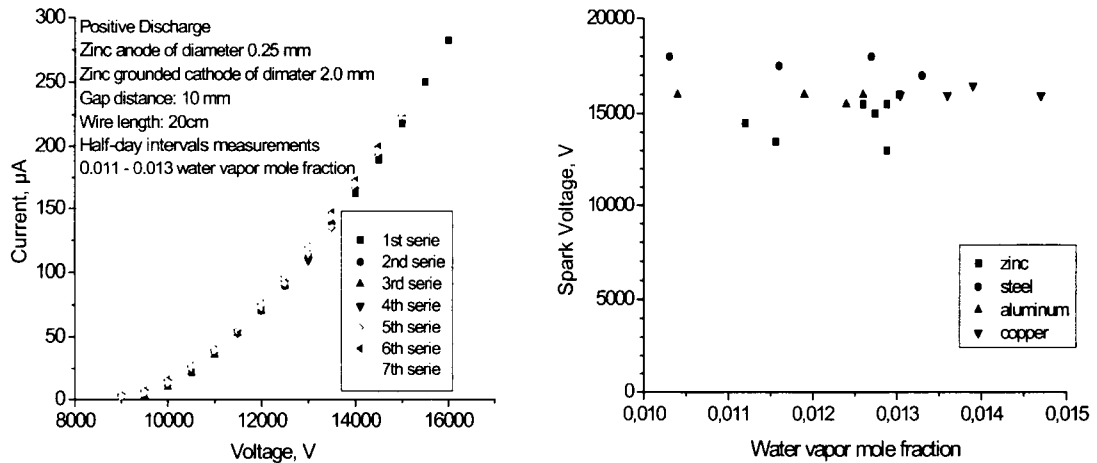 300
250
200
150
100
50
0
Current, µA
Positive Discharge
Zinc anode of diameter 0.25 mm
Zinc grounded cathode of dimater 2.0 mm
Gap distance: 10 mm
Wire length: 20cm
Half-day intervals measurements
0.011 - 0.013 water vapor mole fraction
1st serie
2nd serie
3rd serie
4th serie
5th serie
6th serie
7th serie
8000 10000 12000 14000 16000
Voltage, V
20000
15000
10000
5000
0
Spark Voltage, V
zinc
steel
aluminum
copper
0,010 0,011 0,012 0,013 0,014 0,015
Water vapor mole fraction